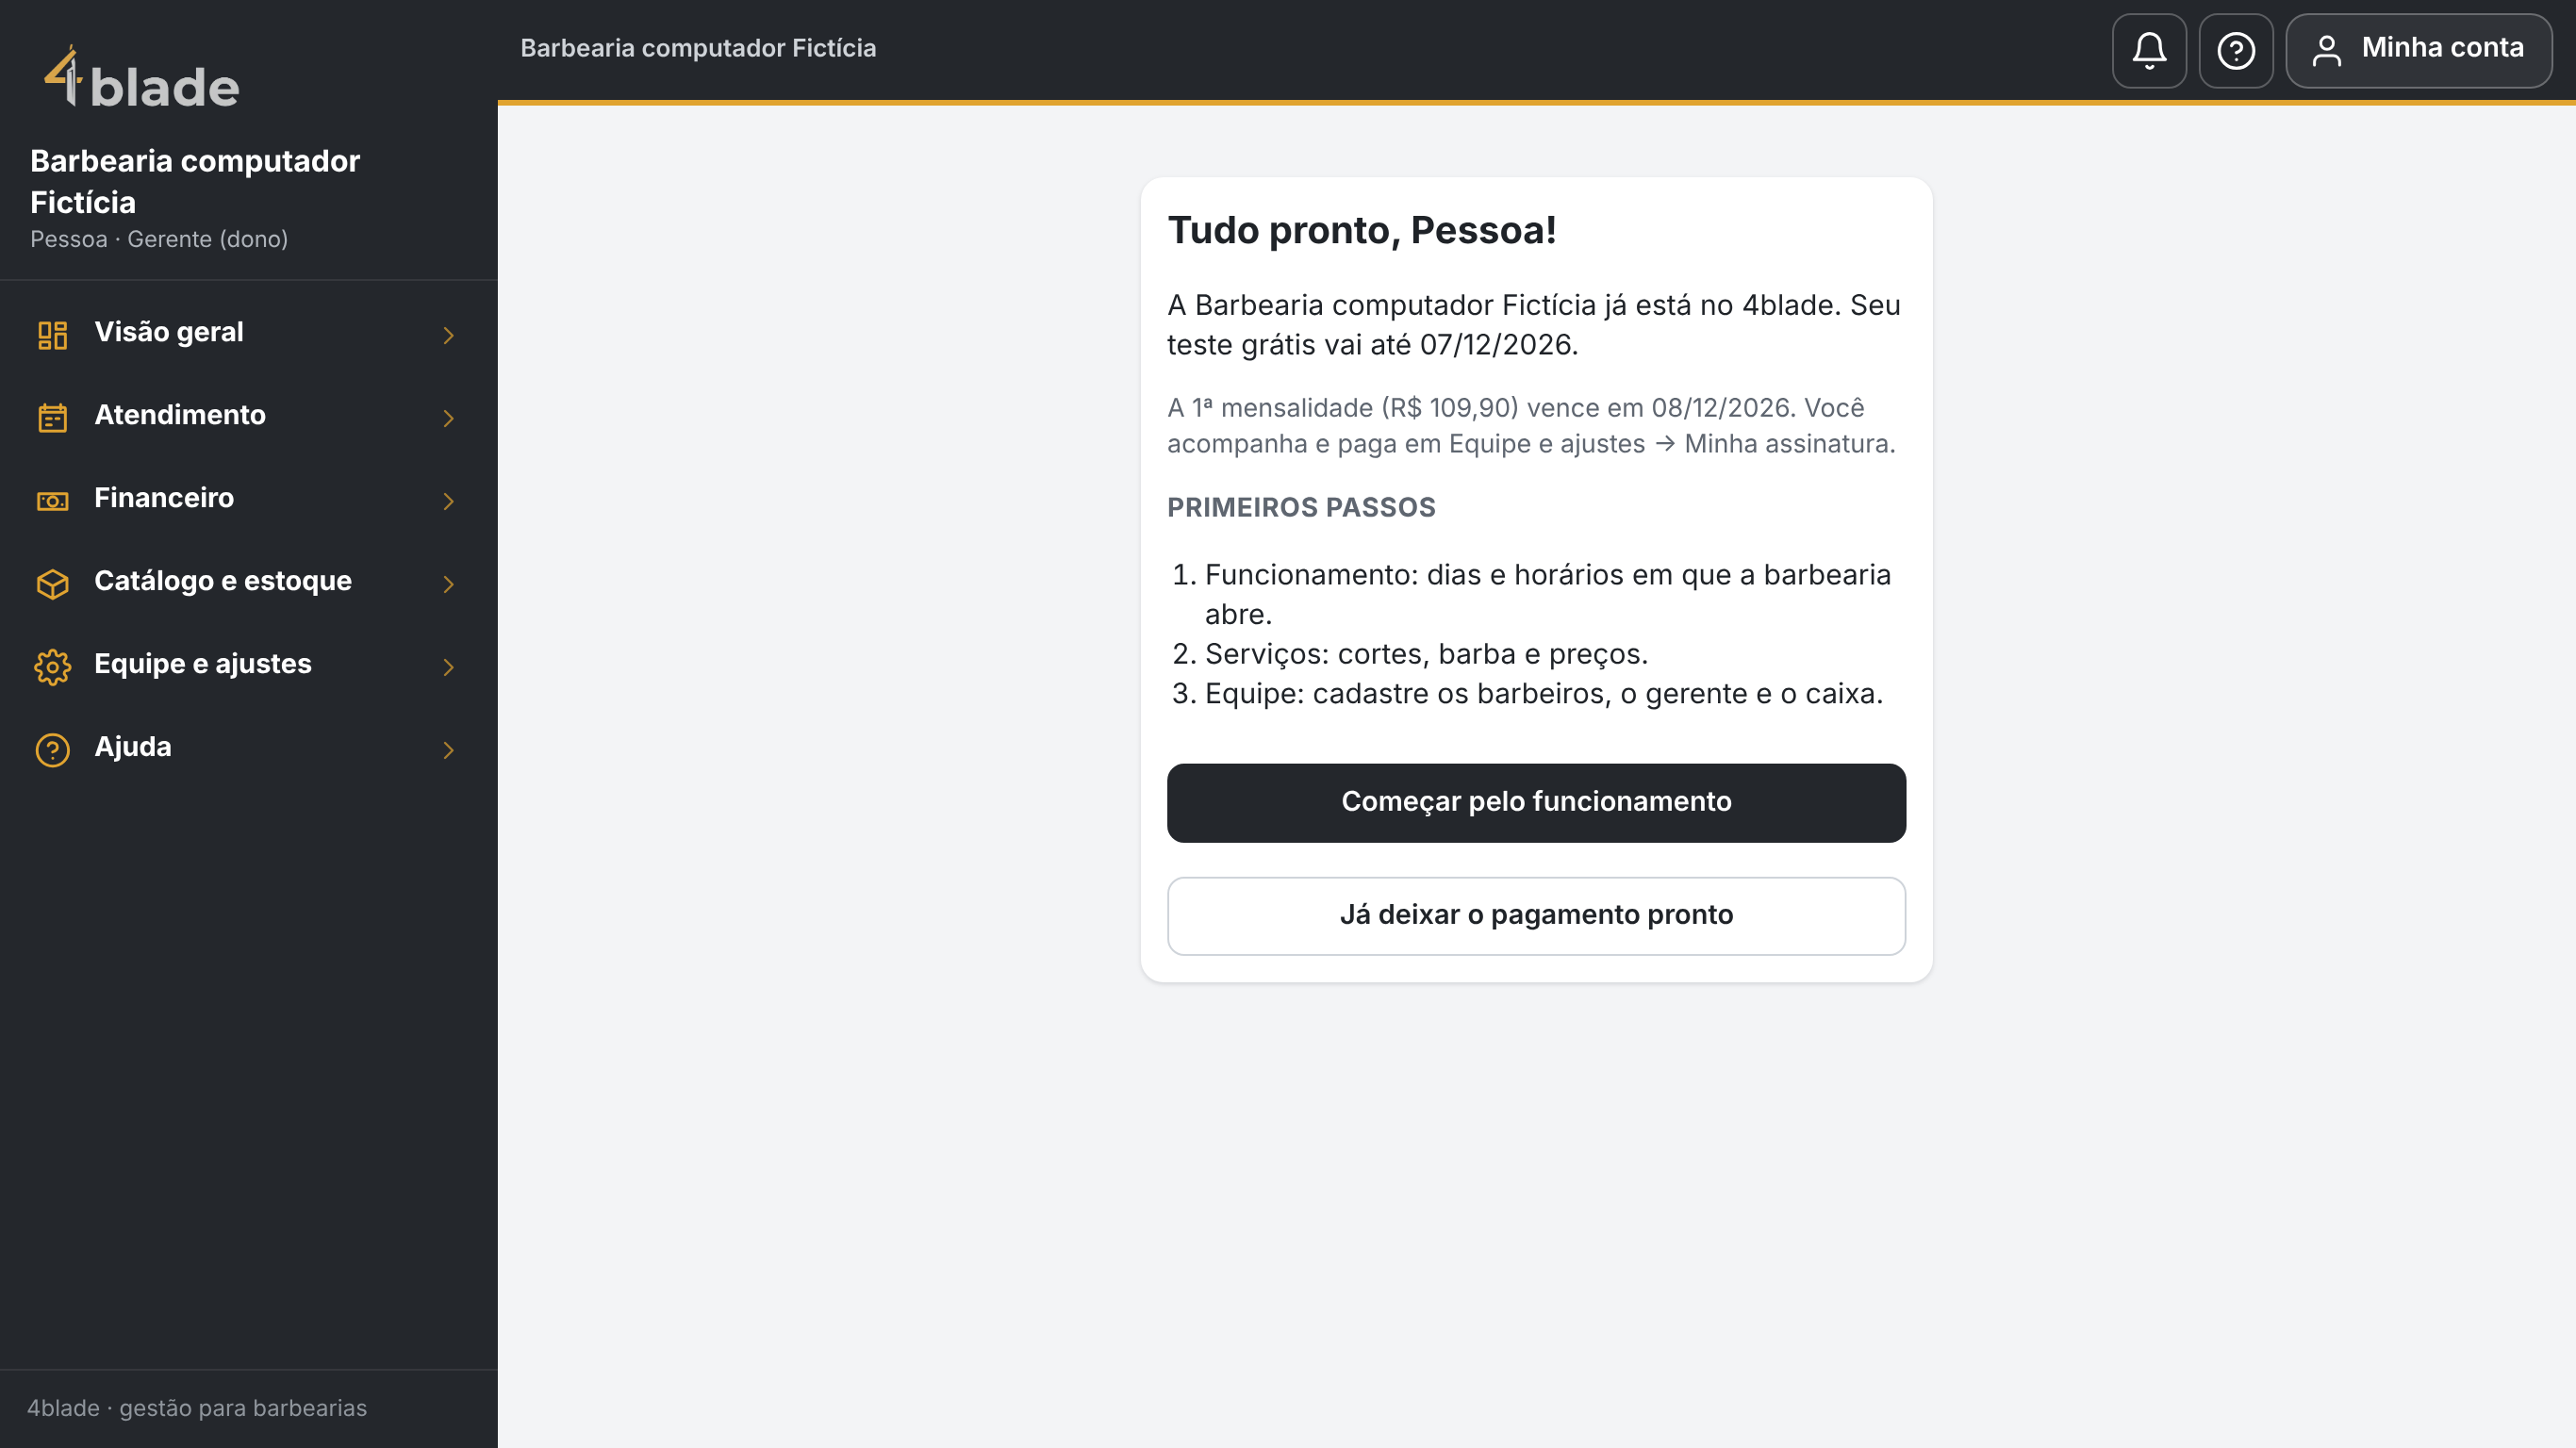 4blade
Barbearia computador
Fictícia
Pessoa · Gerente (dono)
Visão geral
Atendimento
Financeiro
Catálogo e estoque
Equipe e ajustes
Ajuda
4blade · gestão para barbearias
Barbearia computador Fictícia
Minha conta
Tudo pronto, Pessoa!
A Barbearia computador Fictícia já está no 4blade. Seu
teste grátis vai até 07/12/2026.
A 1ª mensalidade (R$ 109,90) vence em 08/12/2026. Você
acompanha e paga em Equipe e ajustes → Minha assinatura.
PRIMEIROS PASSOS
1. Funcionamento: dias e horários em que a barbearia
abre.
2. Serviços: cortes, barba e preços.
3. Equipe: cadastre os barbeiros, o gerente e o caixa.
Começar pelo funcionamento
Já deixar o pagamento pronto